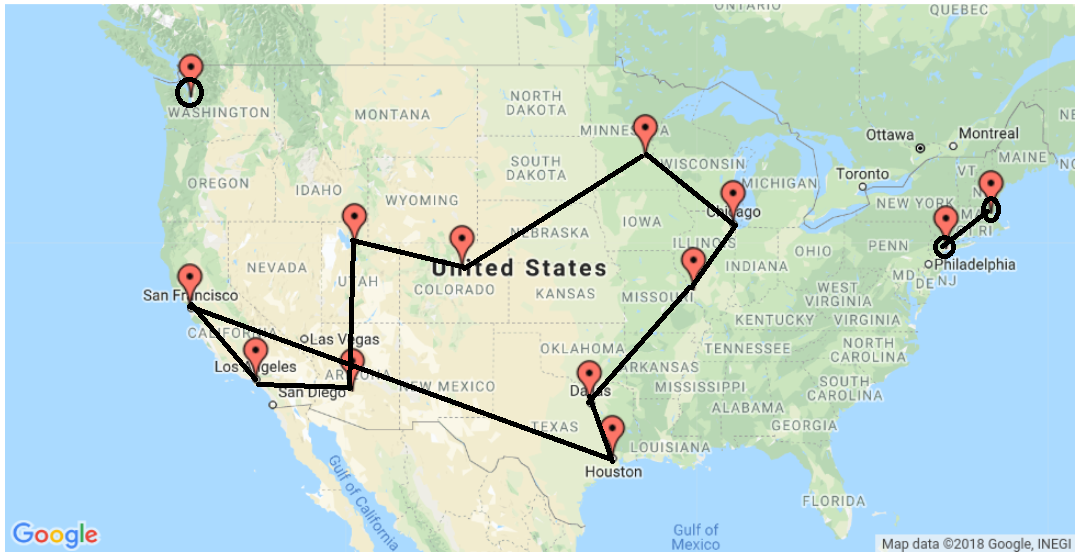 ONTARIO
QUEBEC
WASHINGTON
NORTH
DAKOTA
MONTANA
Ottawa
Montreal
WISCONSIN
MAINE
SOUTH
DAKOTA
VT
OREGON
IDAHO
MICHIGAN
Toronto
WYOMING
NEW YORK
Chicago
IOWA
NEBRASKA
ILLINOIS
OHIO
PENN
NEVADA
UTAH
United States
INDIANA
Philadelphia
MD
DE NJ
COLORADO
KANSAS
MISSOURI
WEST
VIRGINIA
San Francisco
KENTUCKY
VIRGINIA
CALIFORNIA
Las Vegas
OKLAHOMA
TENNESSEE
NORTH
CAROLINA
Los Angeles
ARIZONA
NEW MEXICO
ARKANSAS
San Diego
Dallas
MISSISSIPPI
SOUTH
CAROLINA
ALABAMA
GEORGIA
TEXAS
LOUISIANA
Houston
Gulf of
California
FLORIDA
Gulf of
Mexico
Google
Map data ©2018 Google, INEGI